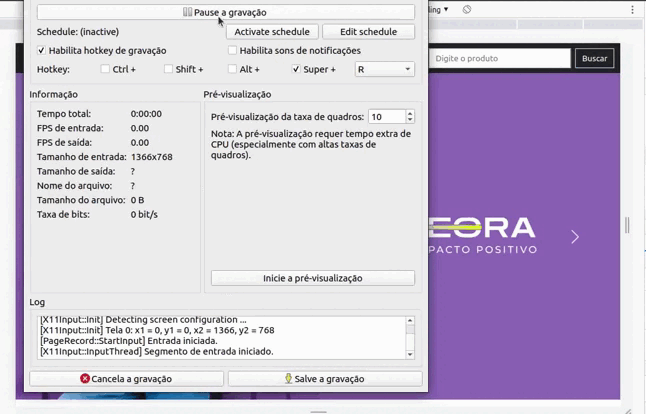 Pause a gravação
ling ▾
Schedule: (inactive)
Activate schedule
Edit schedule
Habilita hotkey de gravação
Habilita sons de notificações
Hotkey:
Ctrl +
Shift +
Alt +
Super +
R
Digite o produto
Buscar
Informação
Tempo total: 0:00:00
FPS de entrada: 0.00
FPS de saída: 0.00
Tamanho de entrada: 1366x768
Tamanho de saída: ?
Nome do arquivo: ?
Tamanho do arquivo: 0 B
Taxa de bits: 0 bit/s
Pré-visualização
Pré-visualização da taxa de quadros: 10
Nota: A pré-visualização requer tempo extra de
CPU (especialmente com altas taxas de
quadros).
Inicie a pré-visualização
EGRA
PACTO POSITIVO
Log
[X11Input::Init] Detecting screen configuration ...
[X11Input::Init] Tela 0: x1 = 0, y1 = 0, x2 = 1366, y2 = 768
[PageRecord::StartInput] Entrada iniciada.
[X11Input::InputThread] Segmento de entrada iniciado.
Cancela a gravação
Salve a gravação